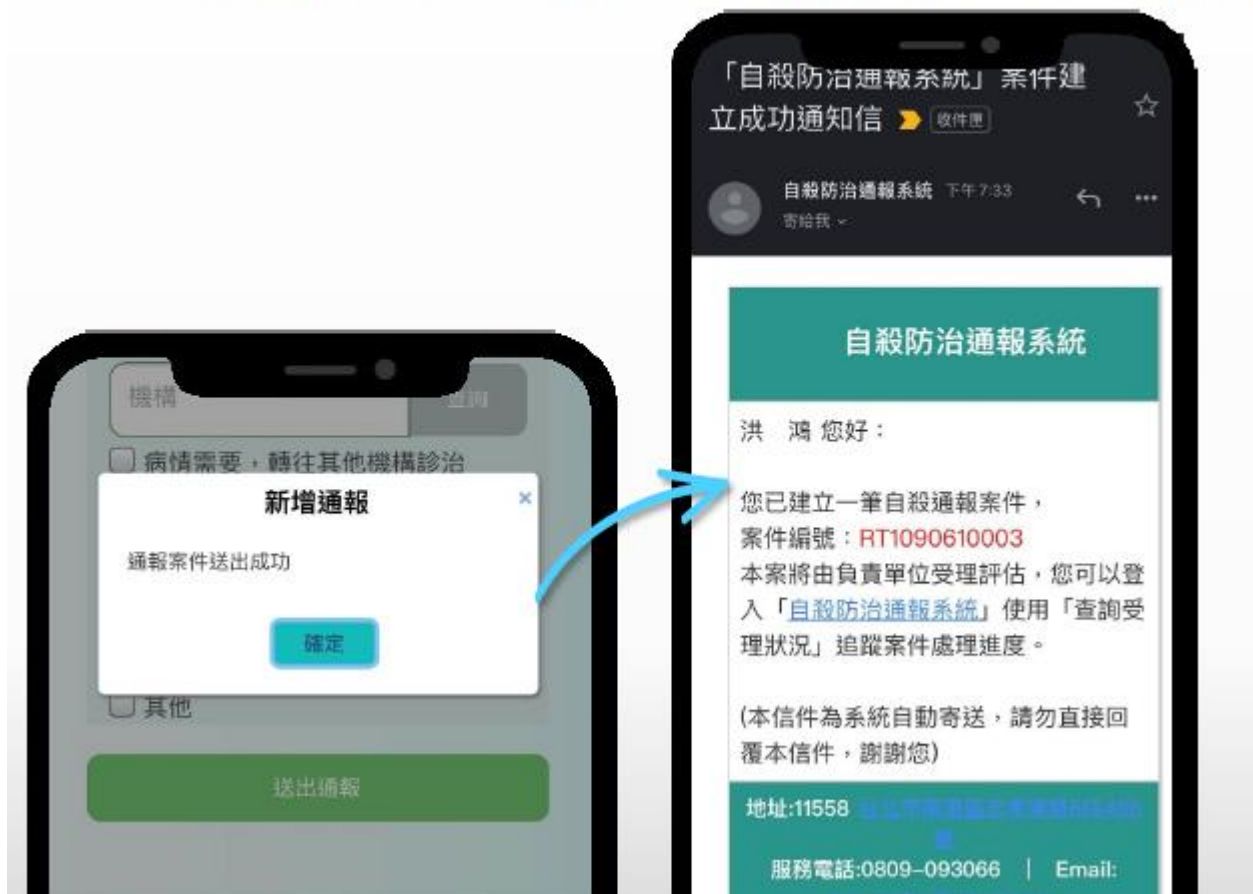 機構
查詢
病情需要，轉往其他機構診治
新增通報
×
通報案件送出成功
確定
其他
送出通報
「自殺防治通報系統」案件建
立成功通知信 收件匣
自殺防治通報系統 下午7:33
寄給我
自殺防治通報系統
洪 鴻 您好：
您已建立一筆自殺通報案件，
案件編號：RT1090610003
本案將由負責單位受理評估，您可以登
入「自殺防治通報系統」使用「查詢受
理狀況」追蹤案件處理進度。
(本信件為系統自動寄送，請勿直接回
覆本信件，謝謝您)
地址:11558
服務電話:0809-093066 | Email: